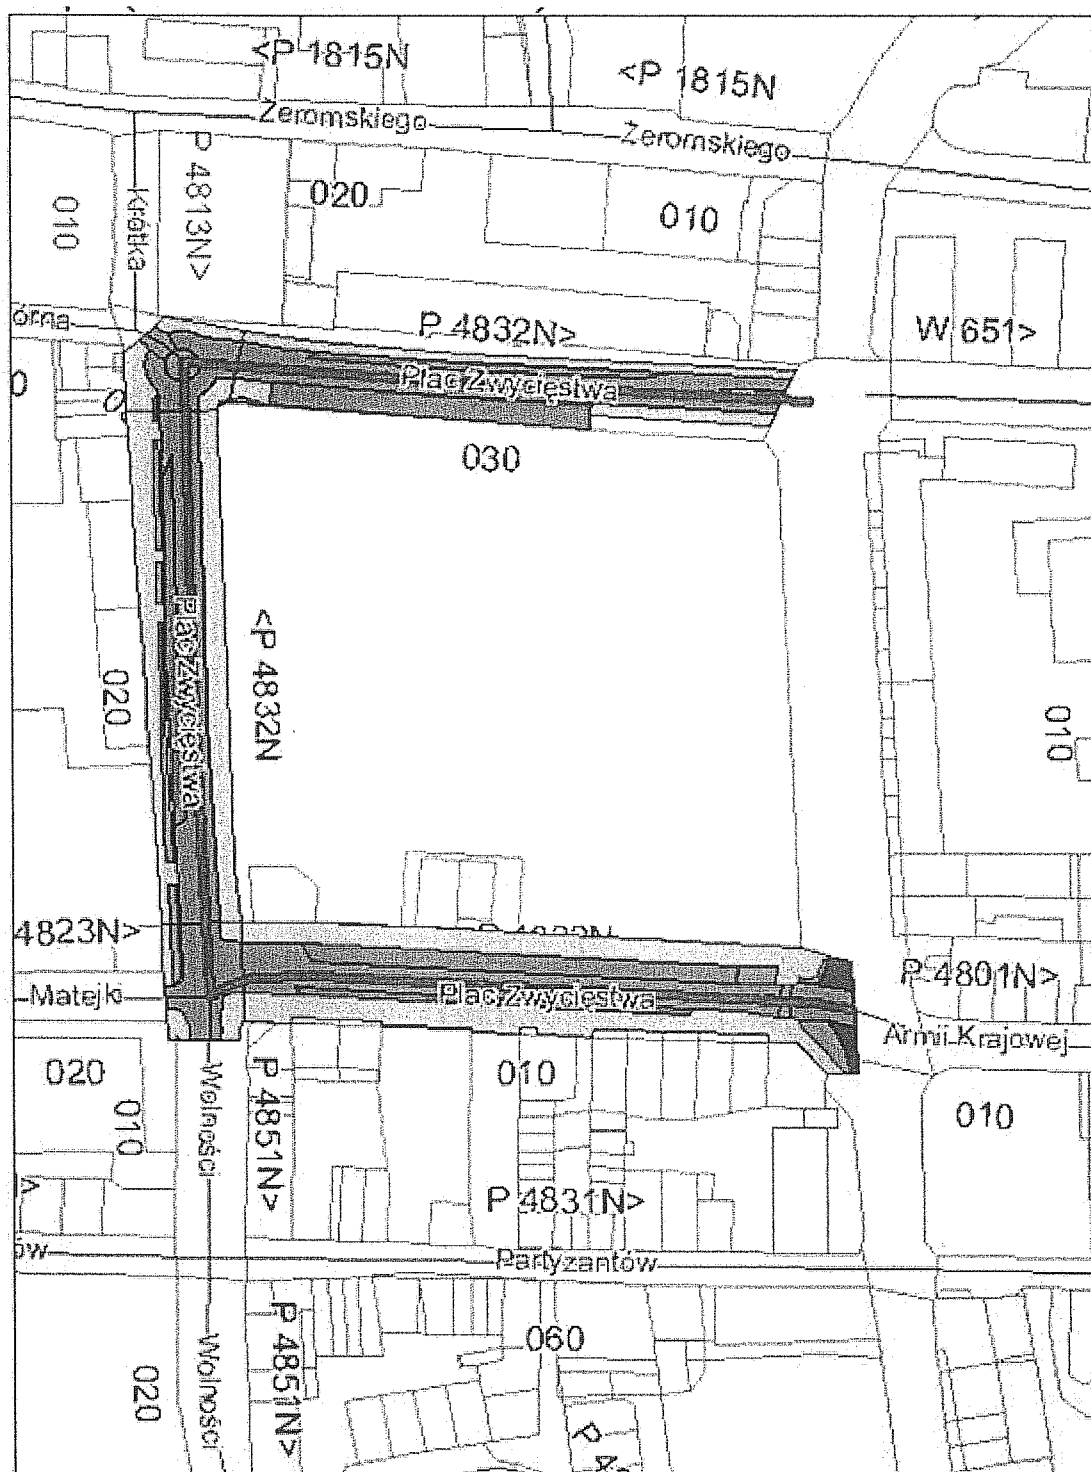 <P 1815N
<P 1815N
Żeromskiego
Żeromskiego
P 4813N>
Krótka
010
020
010
órna
P 4832N>
W 651>
0
Plac Zwycięstwa
030
<P 4832N
Plac Zwycięstwa
020
010
4823N>
P 4801N>
Matejki
Plac Zwycięstwa
Armii Krajowej
020
010
010
010
Wolności
P 4851N>
P 4831N>
>
ów
Partyzantów
060
P 4851N>
Wolności
020